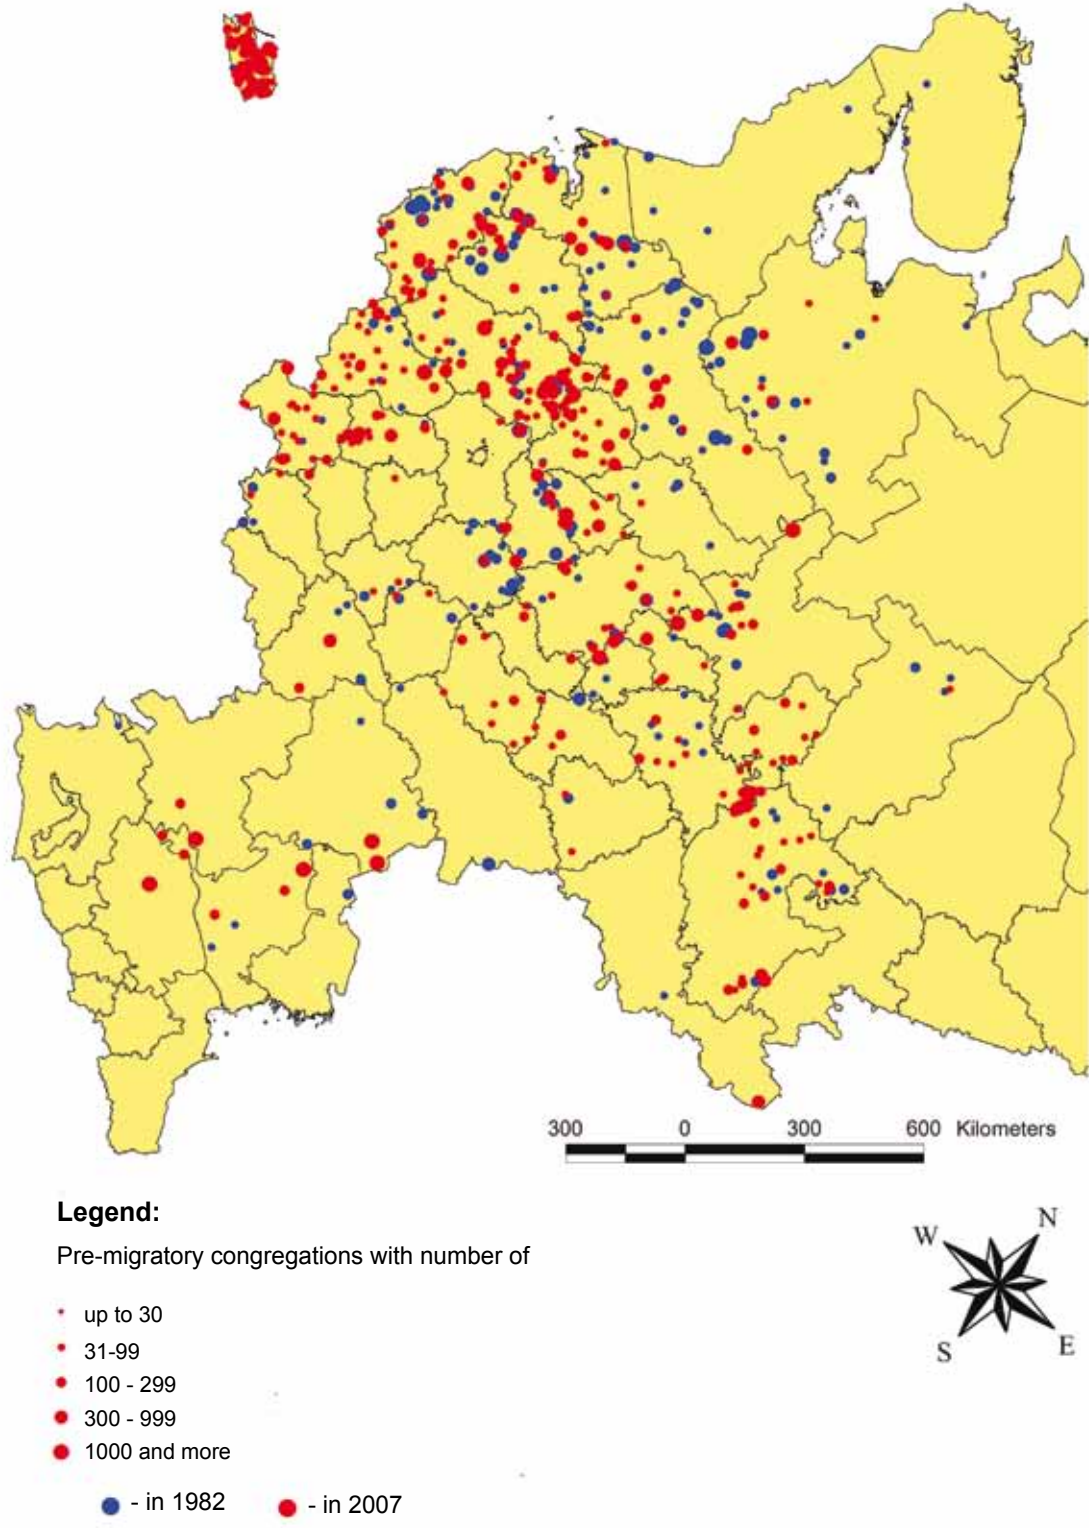 300 0 300 600 Kilometers
Legend:
Pre-migratory congregations with number of
up to 30
31-99
100 - 299
300 - 999
1000 and more
- in 1982 - in 2007
N
W
S
E